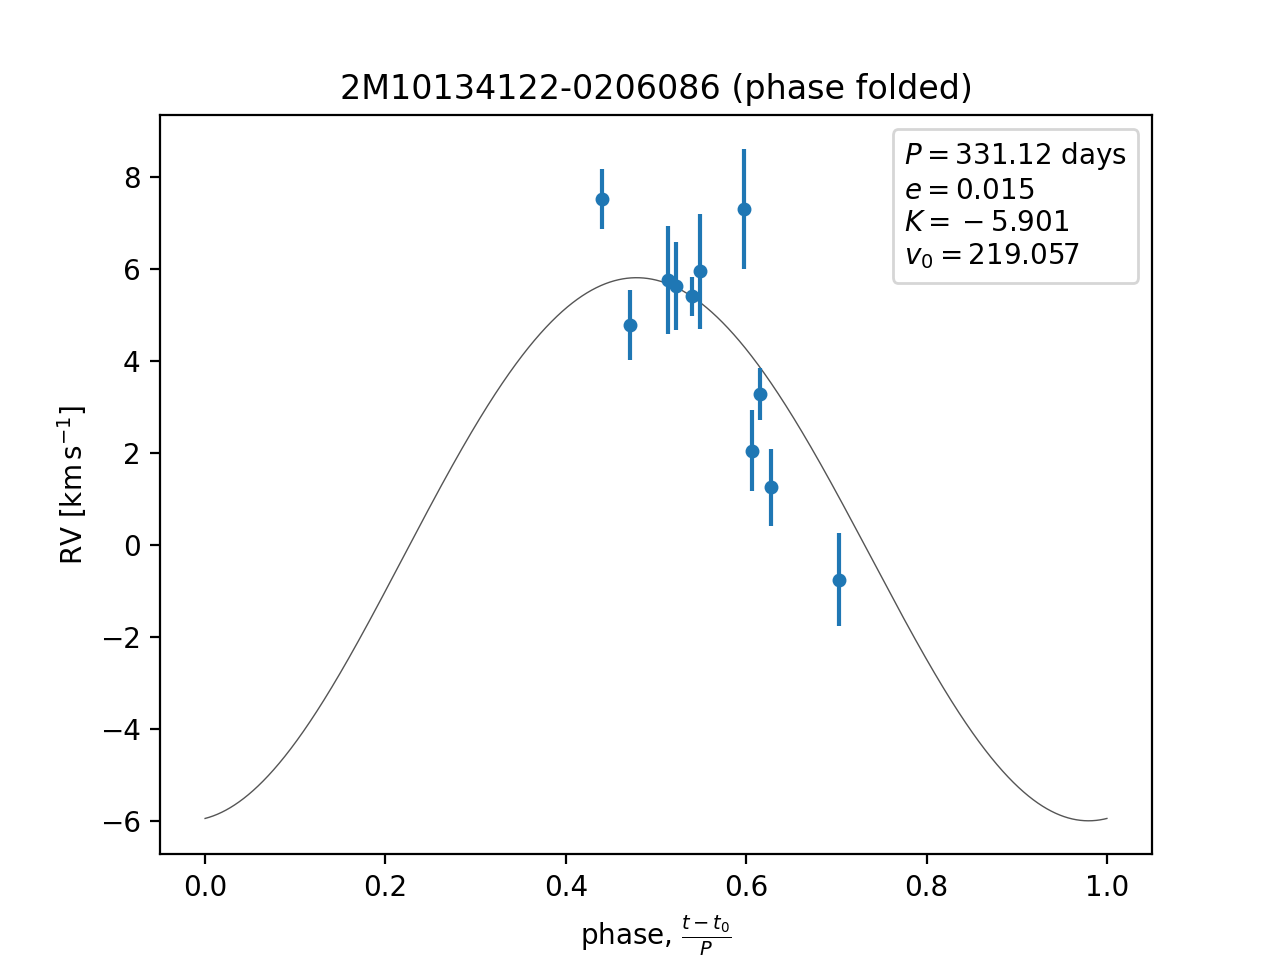 2M10134122-0206086 (phase folded)
P = 331.12 days
e = 0.015
K = −5.901
v₀ = 219.057
8
6
4
2
0
−2
−4
−6
RV [km s⁻¹]
0.0 0.2 0.4 0.6 0.8 1.0
phase, (t − t₀)/P